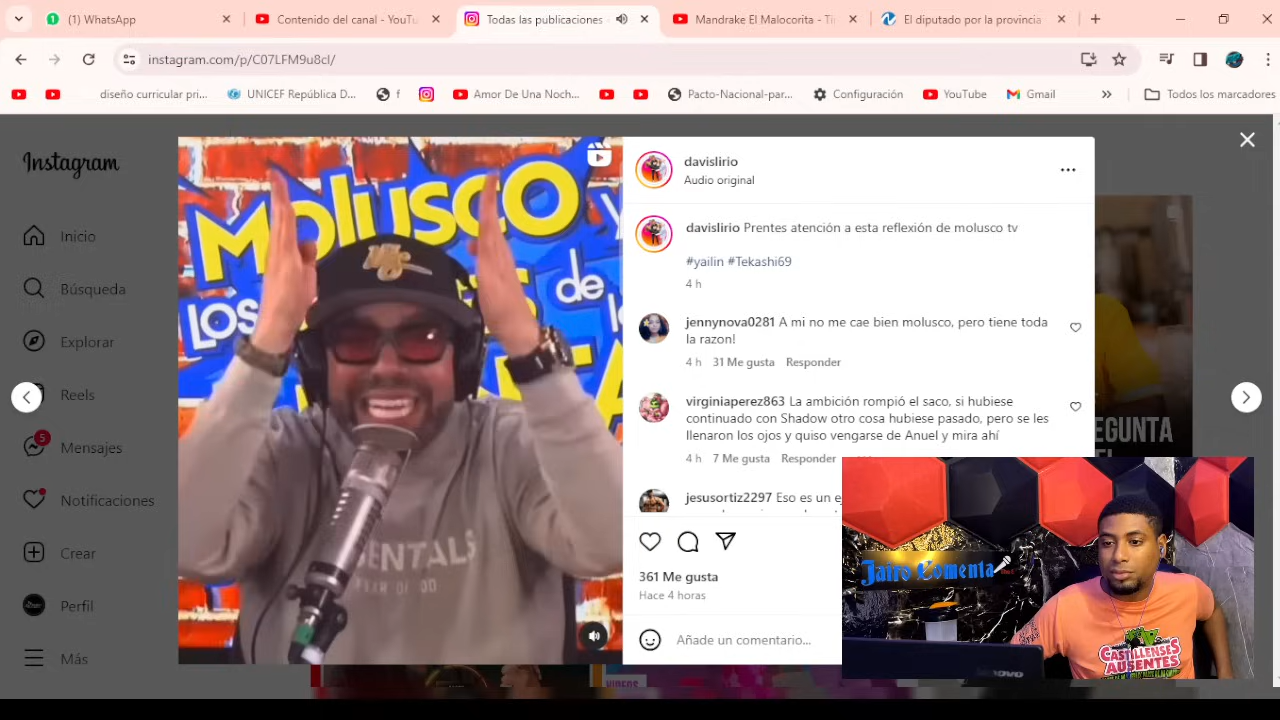 (1) WhatsApp
Contenido del canal - YouTu
Todas las publicaciones -
Mandrake El Malocorita - Ti
El diputado por la provincia
instagram.com/p/C07LFM9u8cl/
diseño curricular pri...
UNICEF República D...
f
Amor De Una Noch...
Pacto-Nacional-par...
Configuración
YouTube
Gmail
Todos los marcadores
Instagram
Inicio
Búsqueda
Explorar
Reels
5
Mensajes
Notificaciones
Crear
Perfil
Más
MOLUSCO Y
LOS
de
davislirio
Audio original
davislirio Prentes atención a esta reflexión de molusco tv
#yailin #Tekashi69
4 h
jennynova0281 A mi no me cae bien molusco, pero tiene toda
la razon!
4 h 31 Me gusta Responder
virginiaperez863 La ambición rompió el saco, si hubiese
continuado con Shadow otro cosa hubiese pasado, pero se les
llenaron los ojos y quiso vengarse de Anuel y mira ahí
4 h 7 Me gusta Responder
jesusortiz2297 Eso es un
361 Me gusta
Hace 4 horas
Añade un comentario...
EGUNTA
EL
Jairo Comenta
CASTILLENSES
AUSENTES
LENOVO
VIDEOS